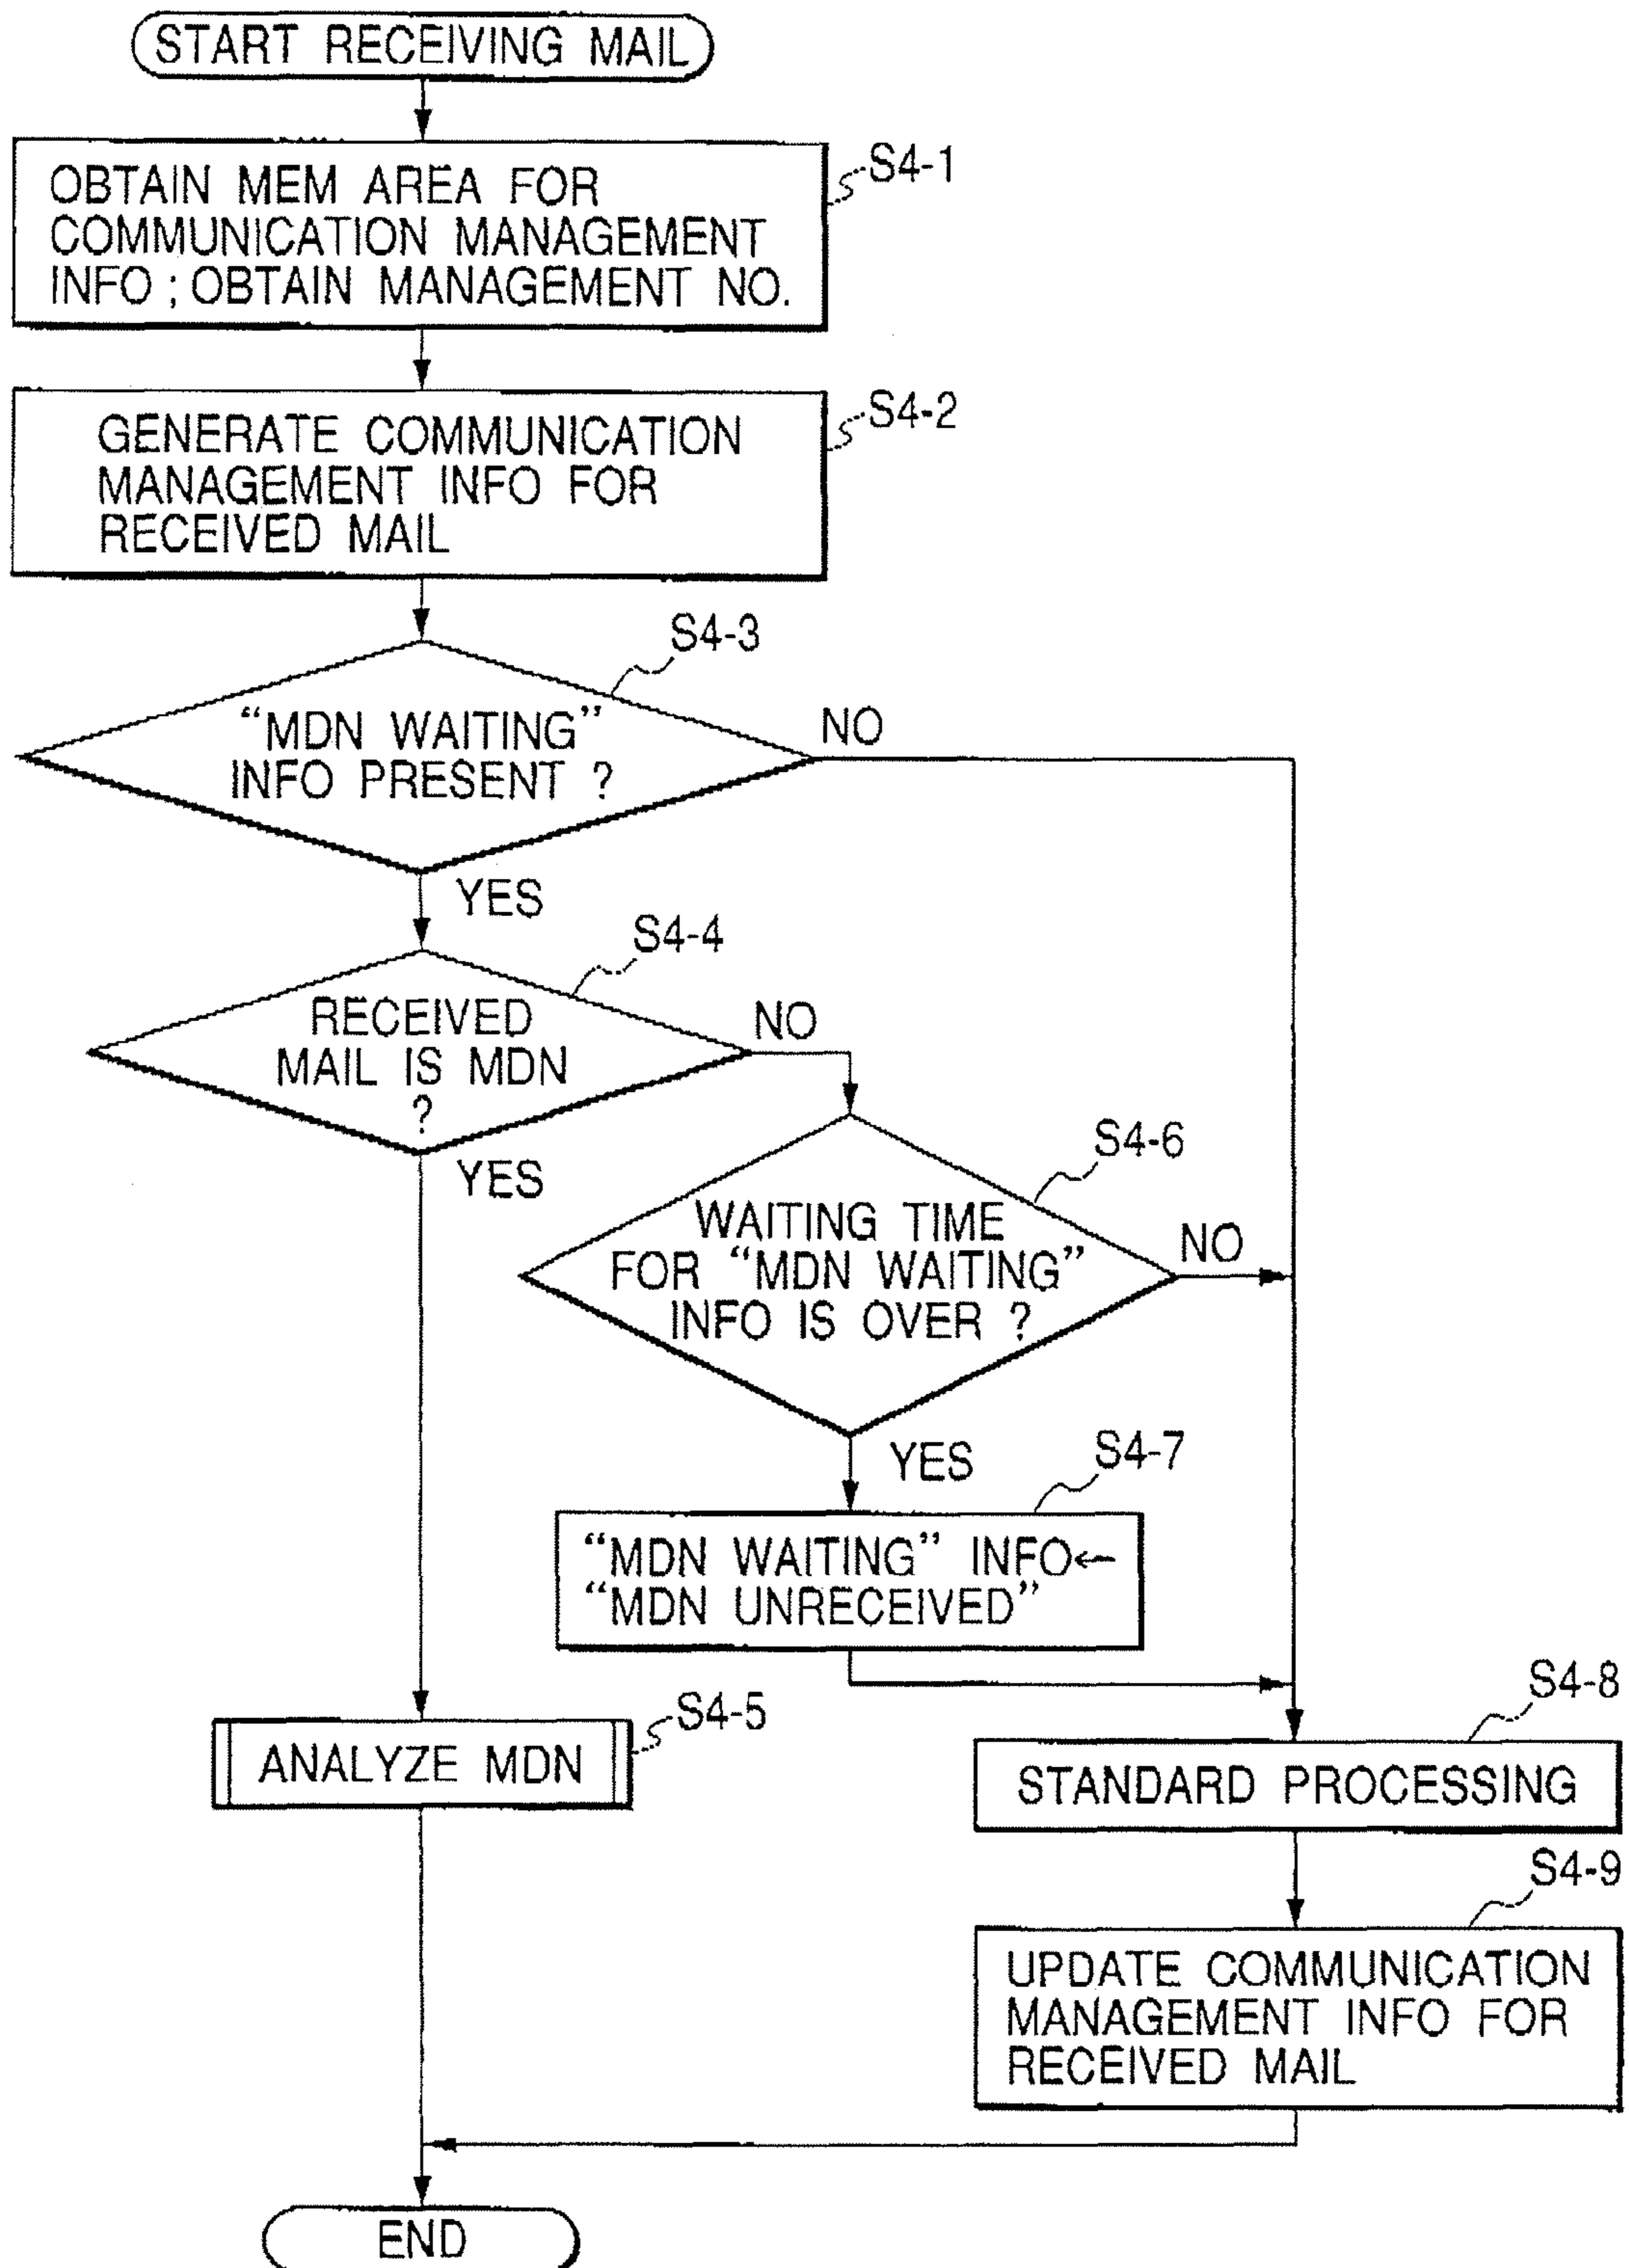 START RECEIVING MAIL
S4-1
OBTAIN MEM AREA FOR
COMMUNICATION MANAGEMENT
INFO ; OBTAIN MANAGEMENT NO.
S4-2
GENERATE COMMUNICATION
MANAGEMENT INFO FOR
RECEIVED MAIL
S4-3
“MDN WAITING”
INFO PRESENT ?
NO
YES
S4-4
RECEIVED
MAIL IS MDN
?
NO
YES
S4-6
WAITING TIME
FOR “MDN WAITING”
INFO IS OVER ?
NO
YES
S4-7
“MDN WAITING” INFO←
“MDN UNRECEIVED”
S4-5
ANALYZE MDN
S4-8
STANDARD PROCESSING
S4-9
UPDATE COMMUNICATION
MANAGEMENT INFO FOR
RECEIVED MAIL
END